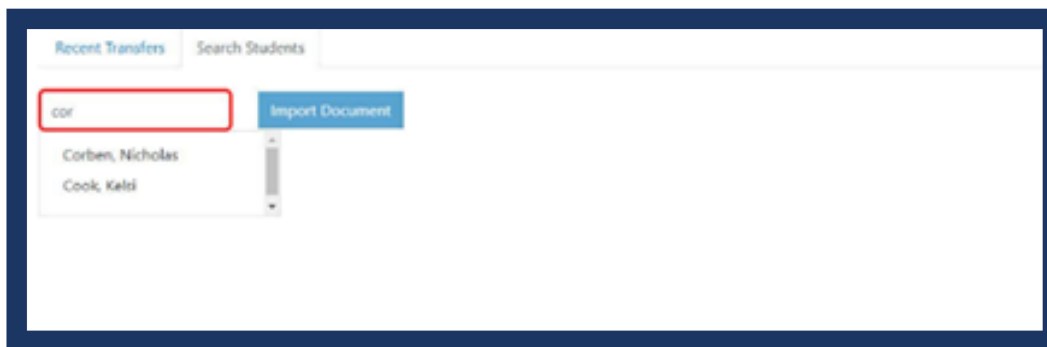 Recent Transfers Search Students
cor Import Document
Corben, Nicholas
Cook, Kelsi